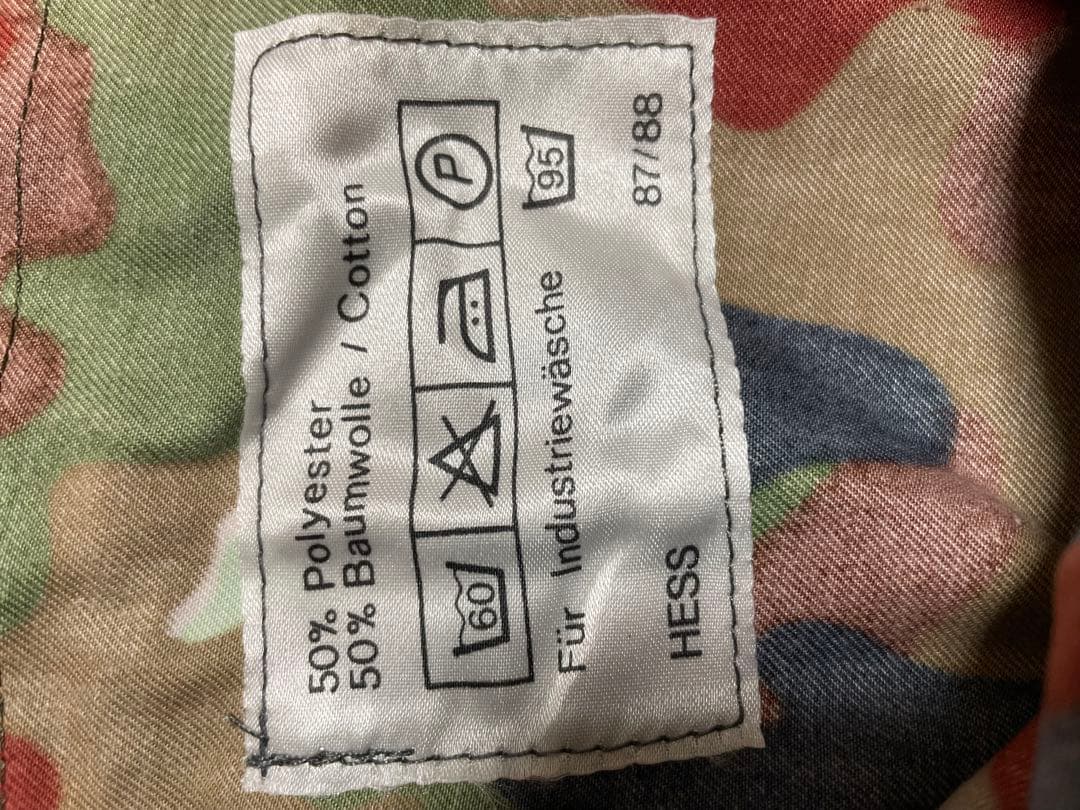 50% Polyester
50% Baumwolle / Cotton
60 P
Für Industriewäsche 95
HESS 87/88